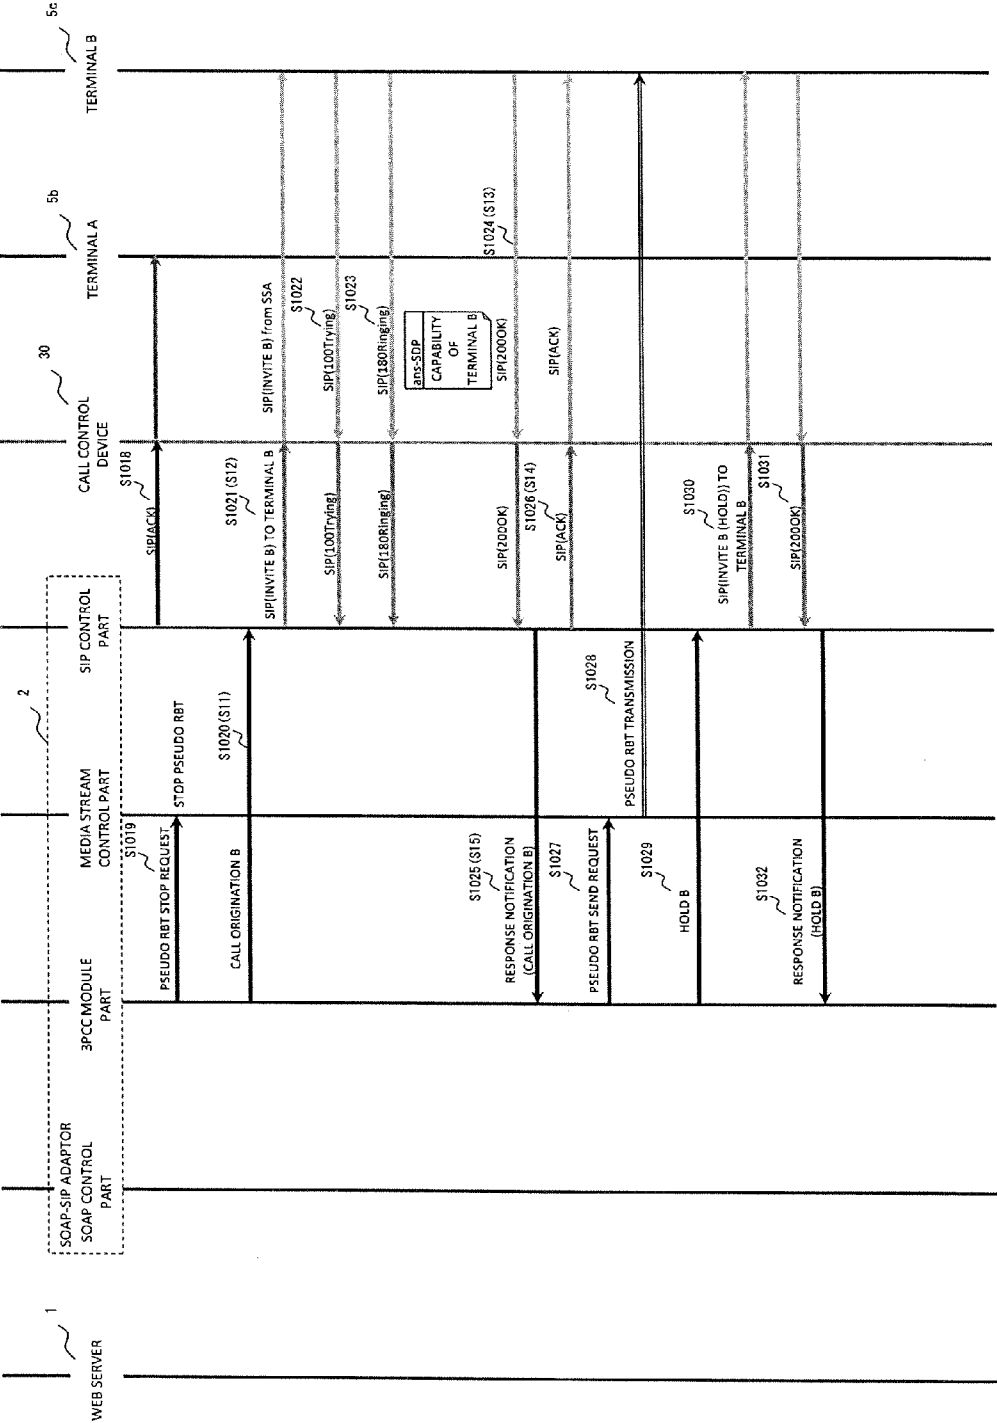 1
WEB SERVER
2
SOAP-SIP ADAPTOR
SOAP CONTROL
PART
3PCC MODULE
PART
MEDIA STREAM
CONTROL PART
SIP CONTROL
PART
30
CALL CONTROL
DEVICE
5b
TERMINAL A
5c
TERMINAL B
S1018
SIP(ACK)
S1019
PSEUDO RBT STOP REQUEST
STOP PSEUDO RBT
S1020 (S11)
CALL ORIGINATION B
S1021 (S12)
SIP(INVITE B) TO TERMINAL B
SIP(INVITE B) from SSA
S1022
SIP(100Trying)
SIP(100Trying)
S1023
SIP(180Ringing)
SIP(180Ringing)
ans-SDP
CAPABILITY
OF
TERMINAL B
S1024 (S13)
SIP(200OK)
SIP(200OK)
S1025 (S15)
RESPONSE NOTIFICATION
(CALL ORIGINATION B)
S1026 (S14)
SIP(ACK)
SIP(ACK)
S1027
PSEUDO RBT SEND REQUEST
S1028
PSEUDO RBT TRANSMISSION
S1029
HOLD B
S1030
SIP(INVITE B (HOLD)) TO
TERMINAL B
S1031
SIP(200OK)
S1032
RESPONSE NOTIFICATION
(HOLD B)